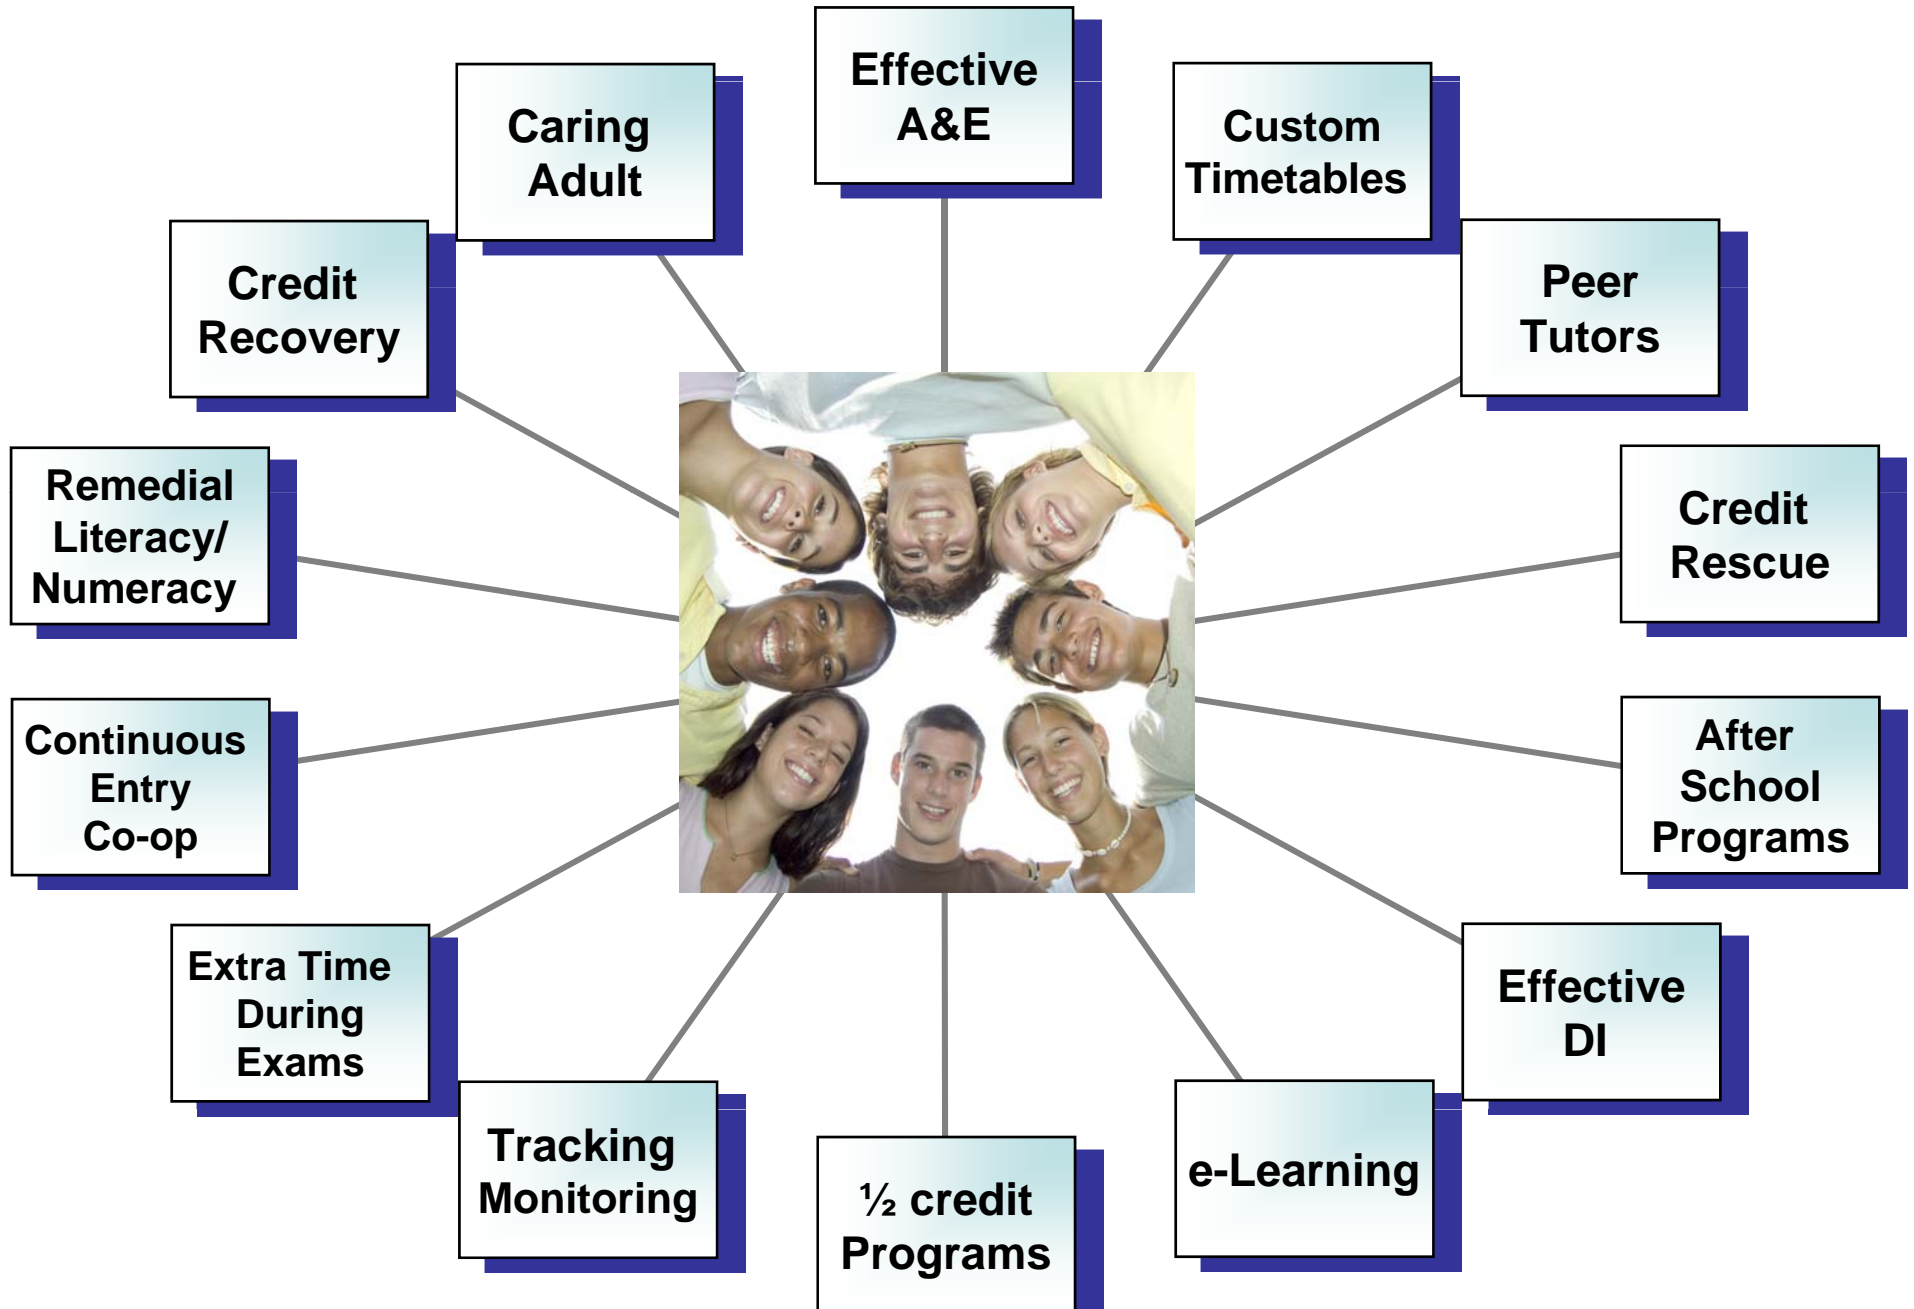 Effective
A&E
Custom
Timetables
Peer
Tutors
Credit
Rescue
After
School
Programs
Effective
DI
e-Learning
½ credit
Programs
Tracking
Monitoring
Extra Time
During
Exams
Continuous
Entry
Co-op
Remedial
Literacy/
Numeracy
Credit
Recovery
Caring
Adult